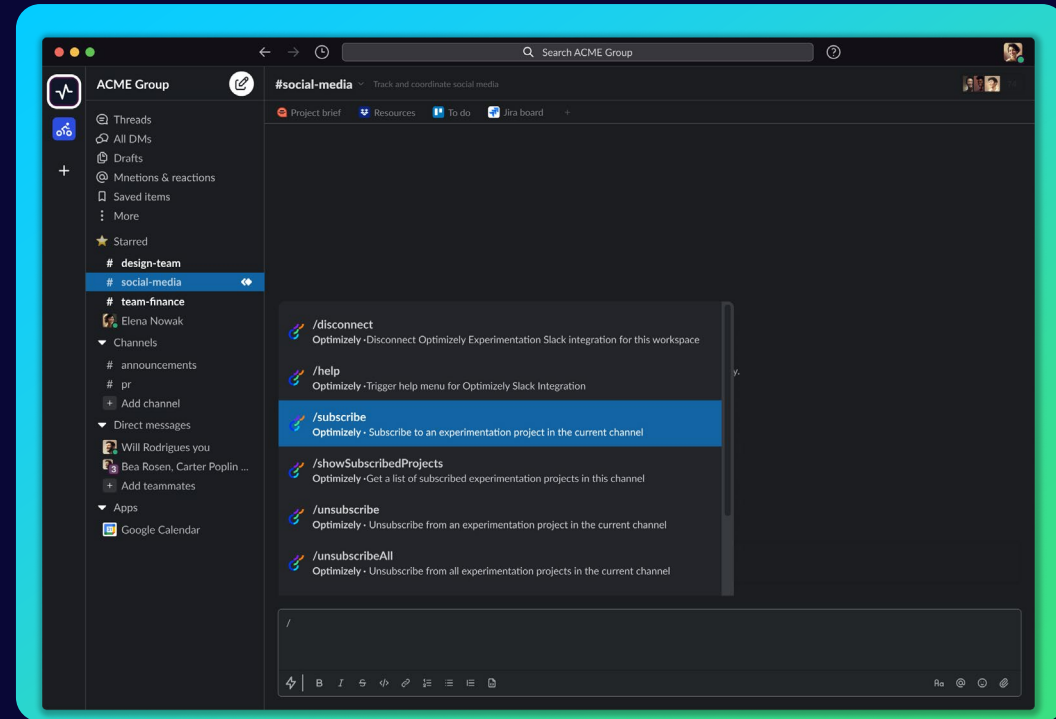 Search ACME Group
ACME Group
Threads
All DMs
Drafts
Mnetions & reactions
Saved items
More
Starred
# design-team
# social-media
# team-finance
Elena Nowak
Channels
# announcements
# pr
+ Add channel
Direct messages
Will Rodrigues you
3 Bea Rosen, Carter Poplin ...
+ Add teammates
Apps
Google Calendar
#social-media Track and coordinate social media
Project brief Resources To do Jira board +
/disconnect
Optimizely ·Disconnect Optimizely Experimentation Slack integration for this workspace
/help
Optimizely ·Trigger help menu for Optimizely Slack Integration
y.
/subscribe
Optimizely · Subscribe to an experimentation project in the current channel
/showSubscribedProjects
Optimizely ·Get a list of subscribed experimentation projects in this channel
/unsubscribe
Optimizely · Unsubscribe from an experimentation project in the current channel
/unsubscribeAll
Optimizely · Unsubscribe from all experimentation projects in the current channel
/
B I S
Aa @